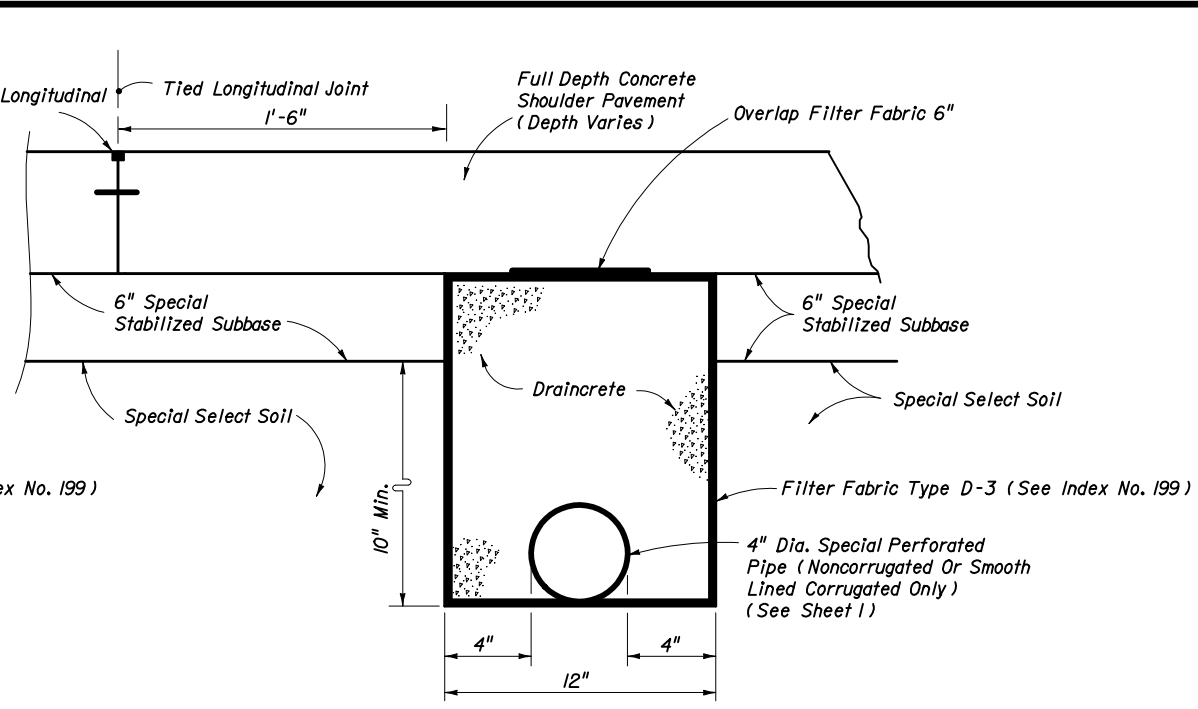 Longitudinal
Tied Longitudinal Joint
1'-6"
Full Depth Concrete
Shoulder Pavement
(Depth Varies)
Overlap Filter Fabric 6"
6" Special
Stabilized Subbase
6" Special
Stabilized Subbase
Draincrete
Special Select Soil
Special Select Soil
ex No. 199)
10" Min.
Filter Fabric Type D-3 (See Index No. 199)
4" Dia. Special Perforated
Pipe (Noncorrugated Or Smooth
Lined Corrugated Only)
(See Sheet 1)
4"
4"
12"